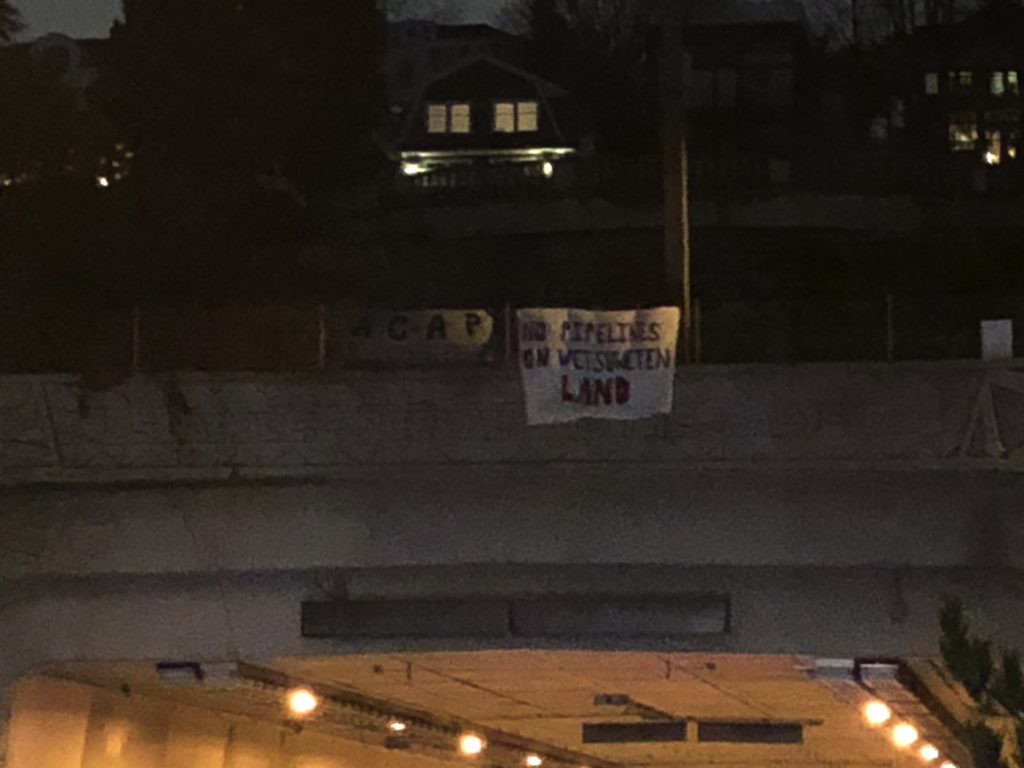 ACAP
NO PIPELINES
ON WETSUWETEN
LAND